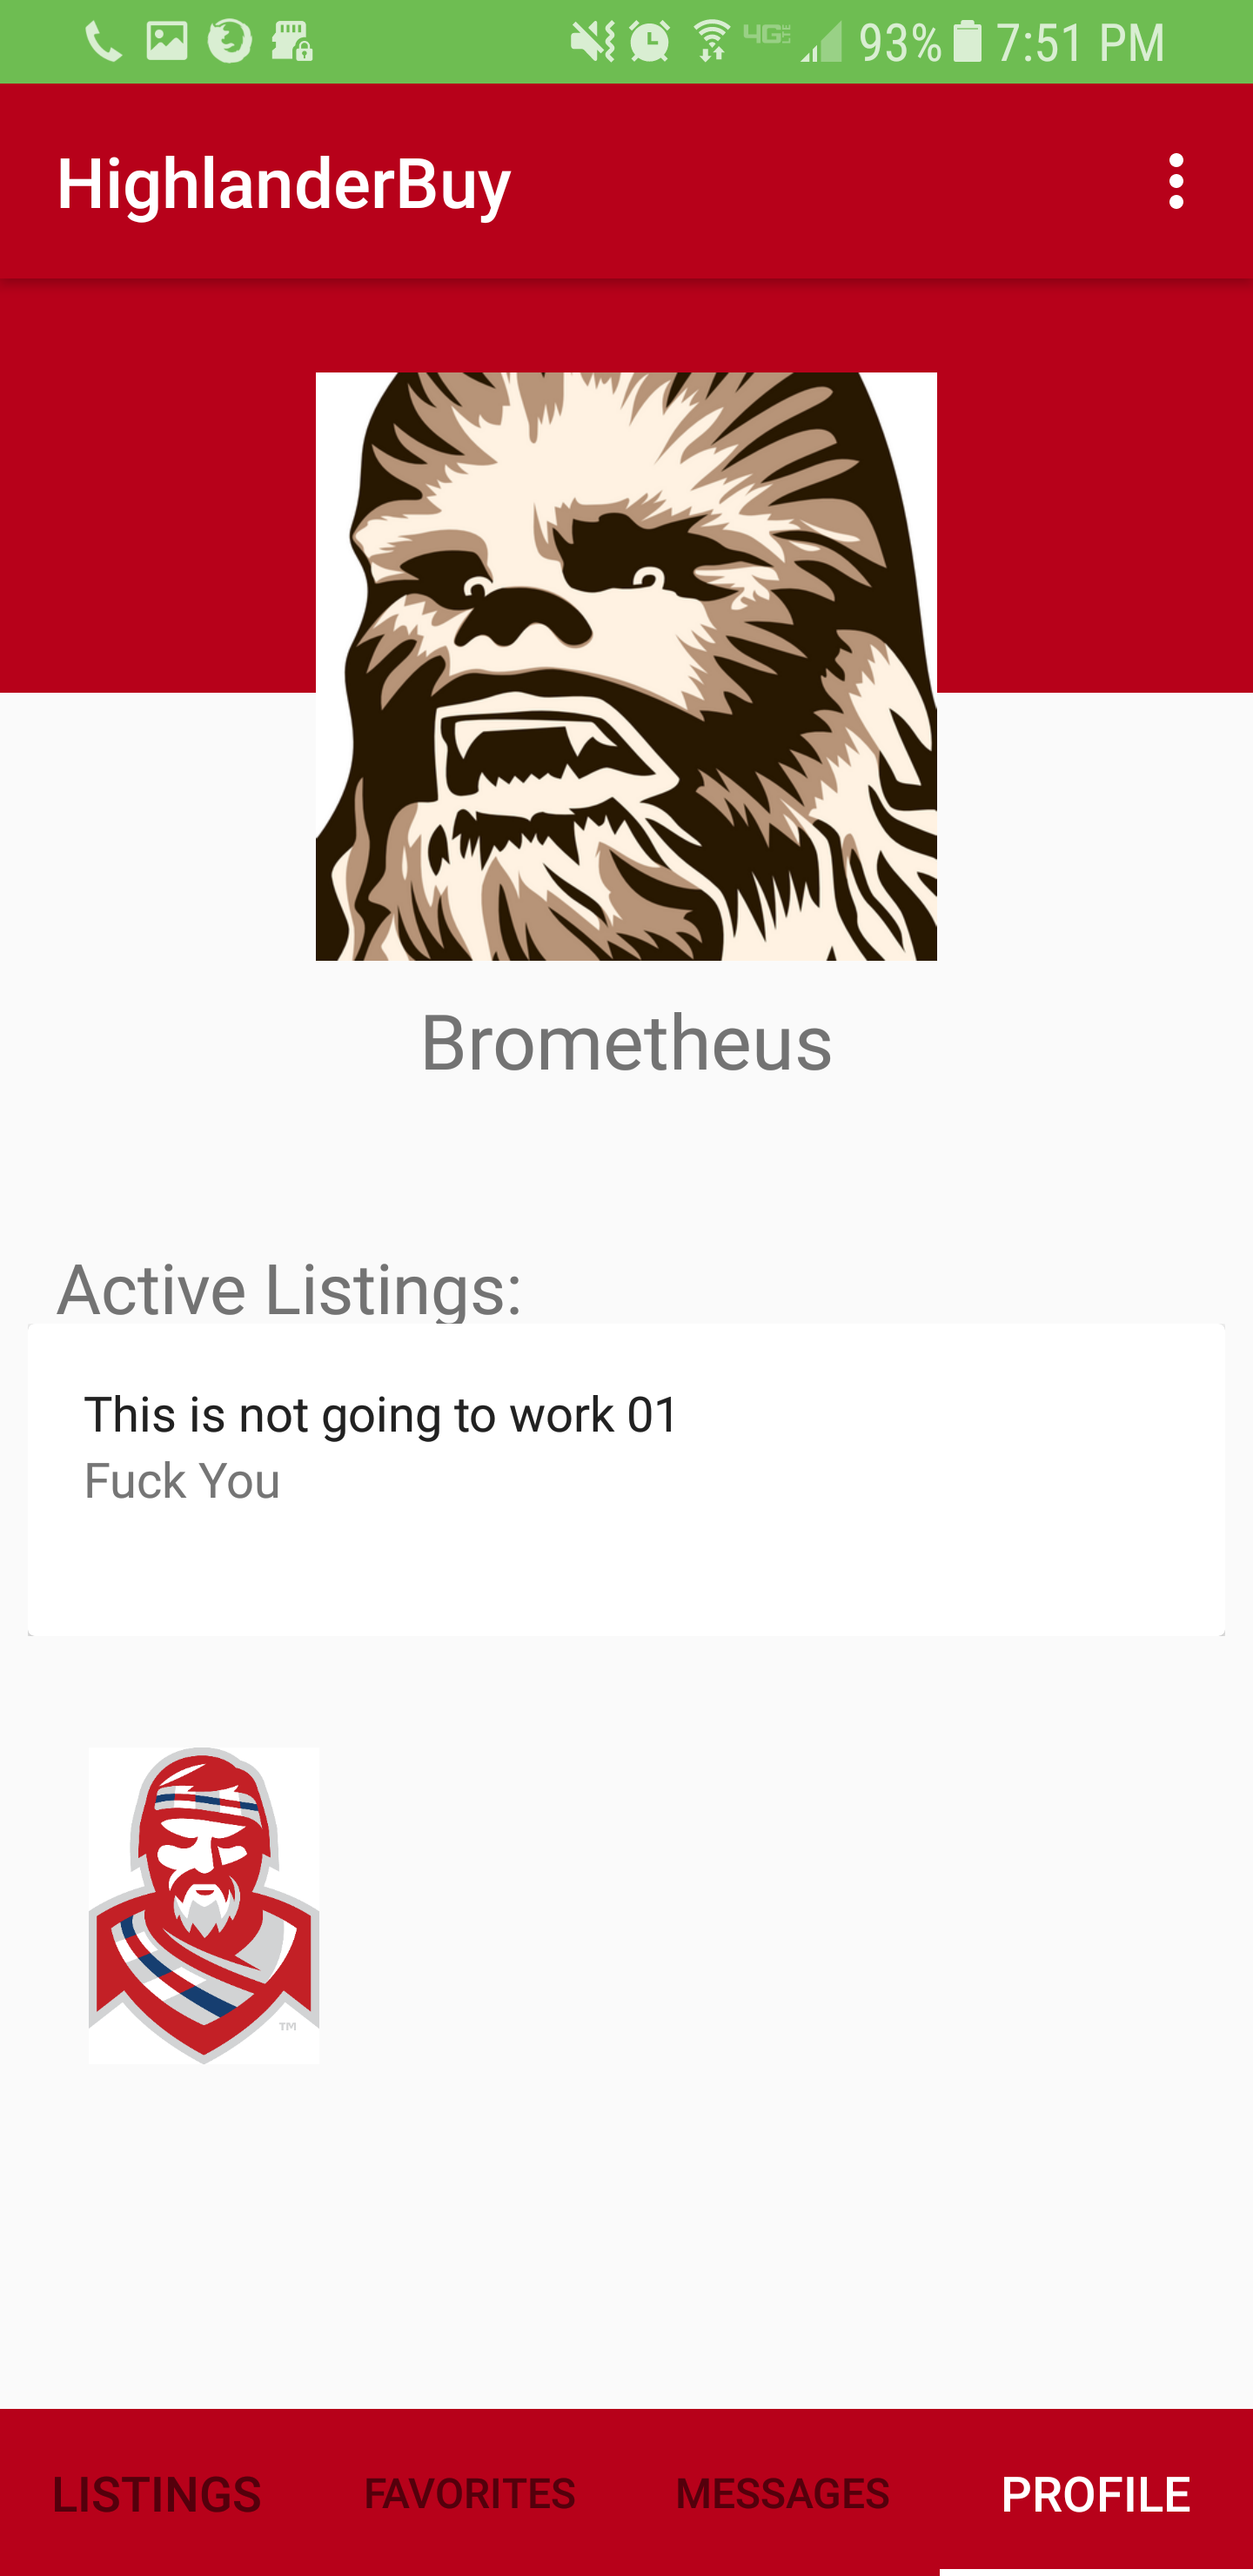 4G LTE 93% 7:51 PM
HighlanderBuy
Brometheus
Active Listings:
This is not going to work 01
Fuck You
TM
LISTINGS FAVORITES MESSAGES PROFILE